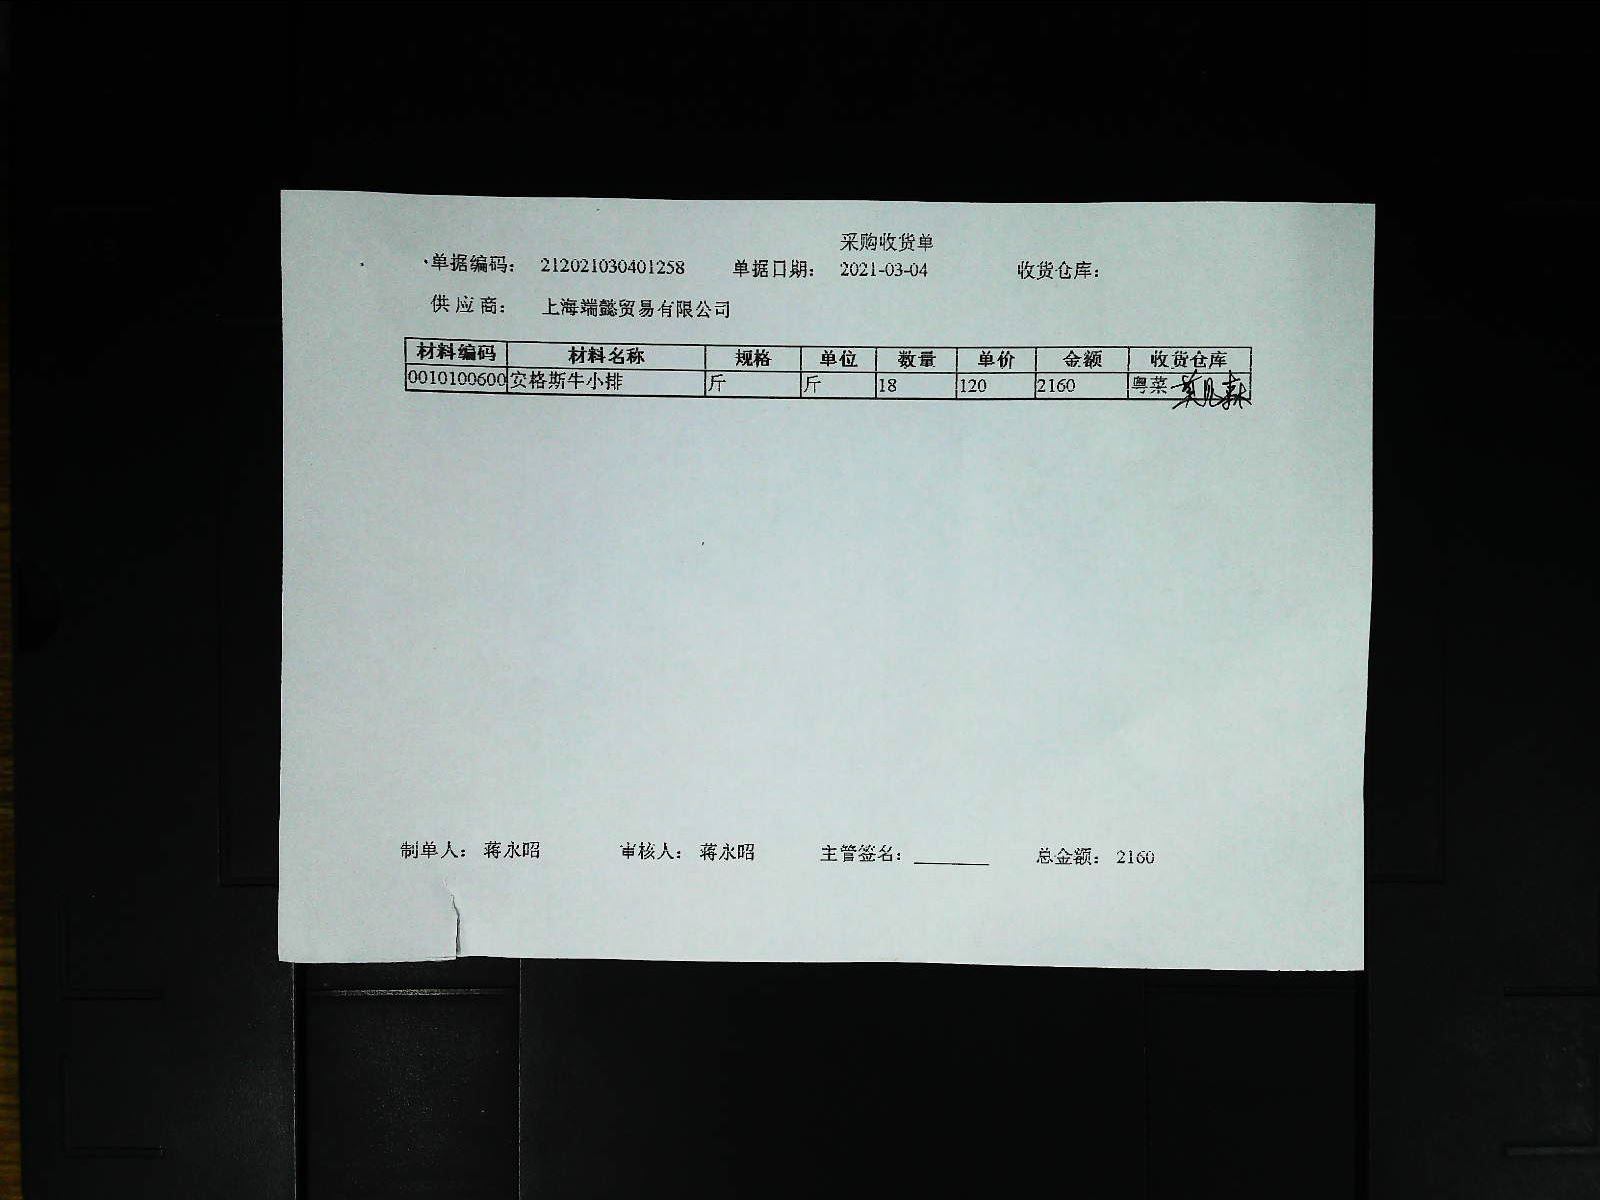 采购收货单
单据编码： 212021030401258 单据日期： 2021-03-04 收货仓库：
供应商： 上海端懿贸易有限公司
材料编码 材料名称 规格 单位 数量 单价 金额 收货仓库
0010100600 安格斯牛小排 斤 斤 18 120 2160 粤菜
制单人： 蒋永昭 审核人： 蒋永昭 主管签名： 总金额： 2160